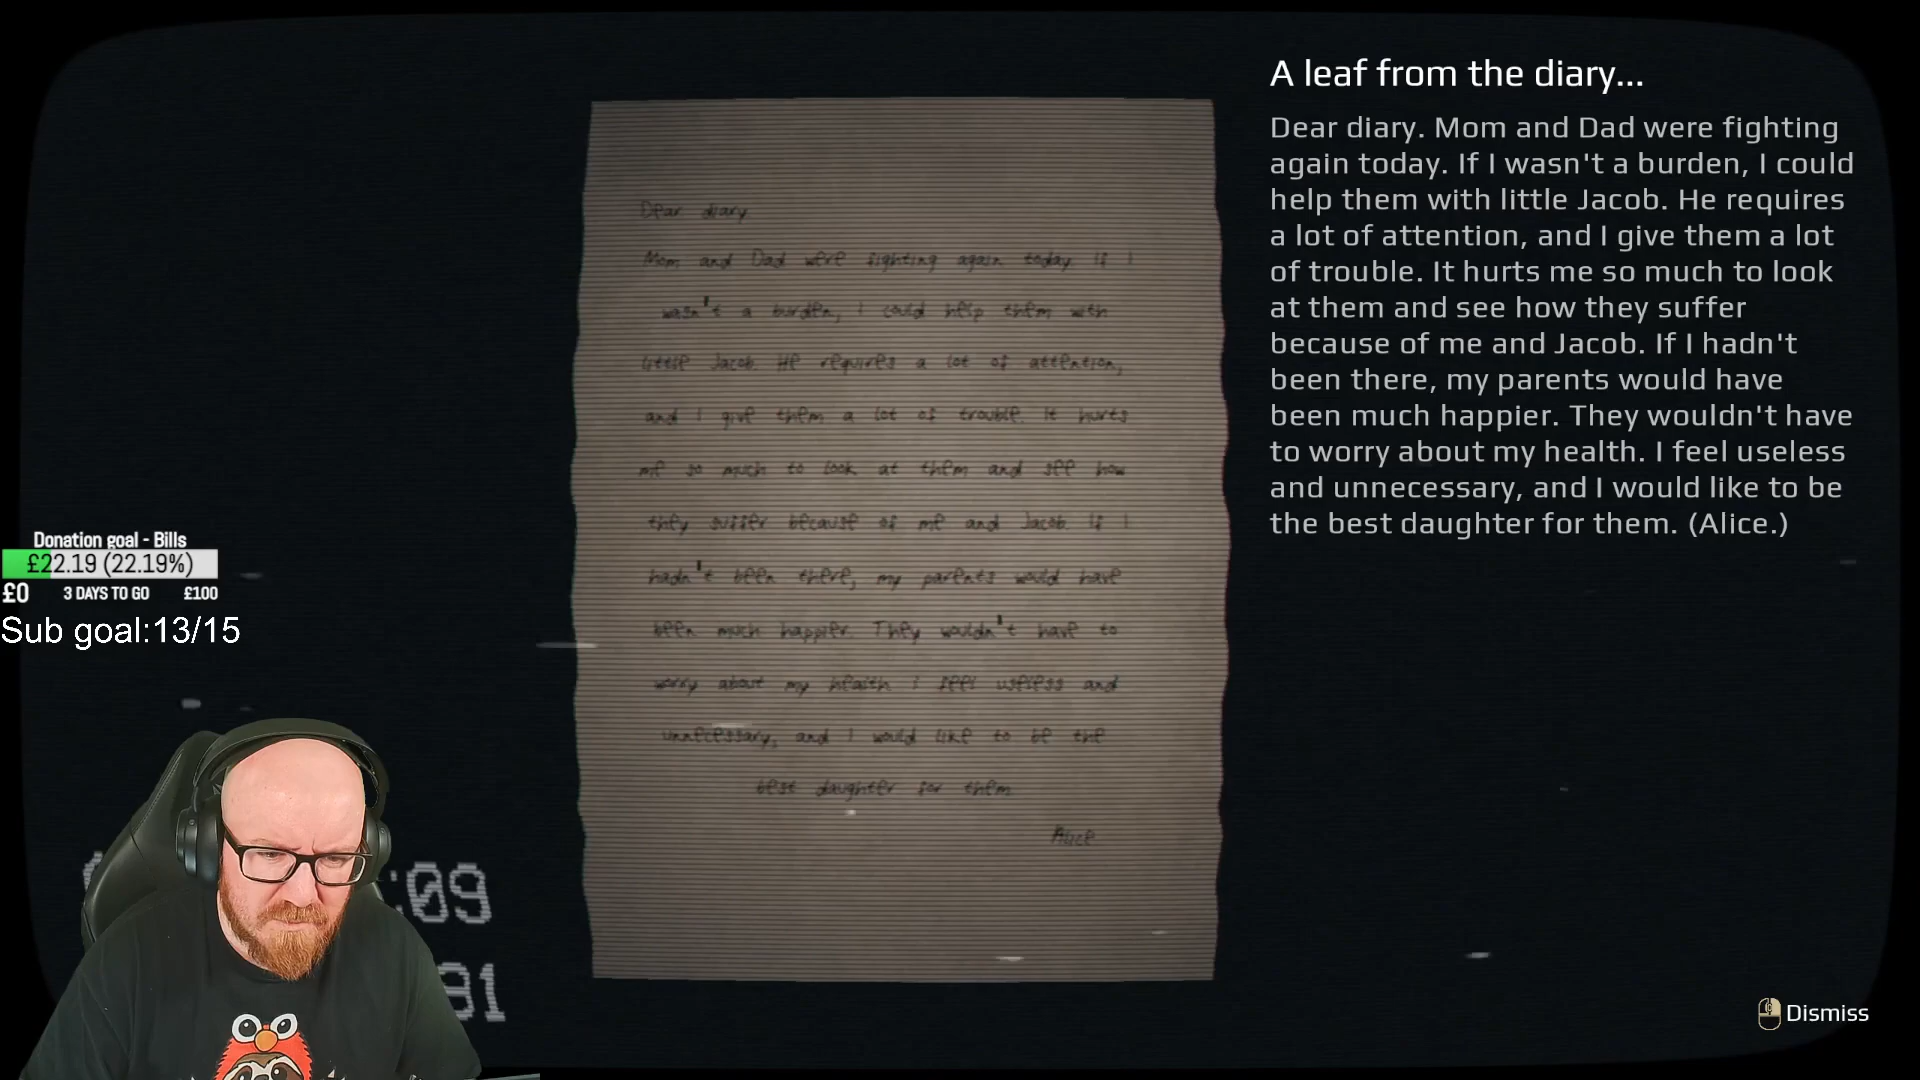 A leaf from the diary...
Dear diary. Mom and Dad were fighting
again today. If I wasn't a burden, I could
help them with little Jacob. He requires
a lot of attention, and I give them a lot
of trouble. It hurts me so much to look
at them and see how they suffer
because of me and Jacob. If I hadn't
been there, my parents would have
been much happier. They wouldn't have
to worry about my health. I feel useless
and unnecessary, and I would like to be
the best daughter for them. (Alice.)
Dear diary
Mom and Dad were fighting again today If I
wasn't a burden, I could help them with
little Jacob. He requires a lot of attention,
and I give them a lot of trouble. It hurts
me so much to look at them and see how
they suffer because of me and Jacob. If I
hadn't been there, my parents would have
been much happier. They wouldn't have to
worry about my health I feel useless and
unnecessary, and I would like to be the
best daughter for them
Alice
Donation goal - Bills
£22.19 (22.19%)
£0 3 DAYS TO GO £100
Sub goal:13/15
:09
31
Dismiss